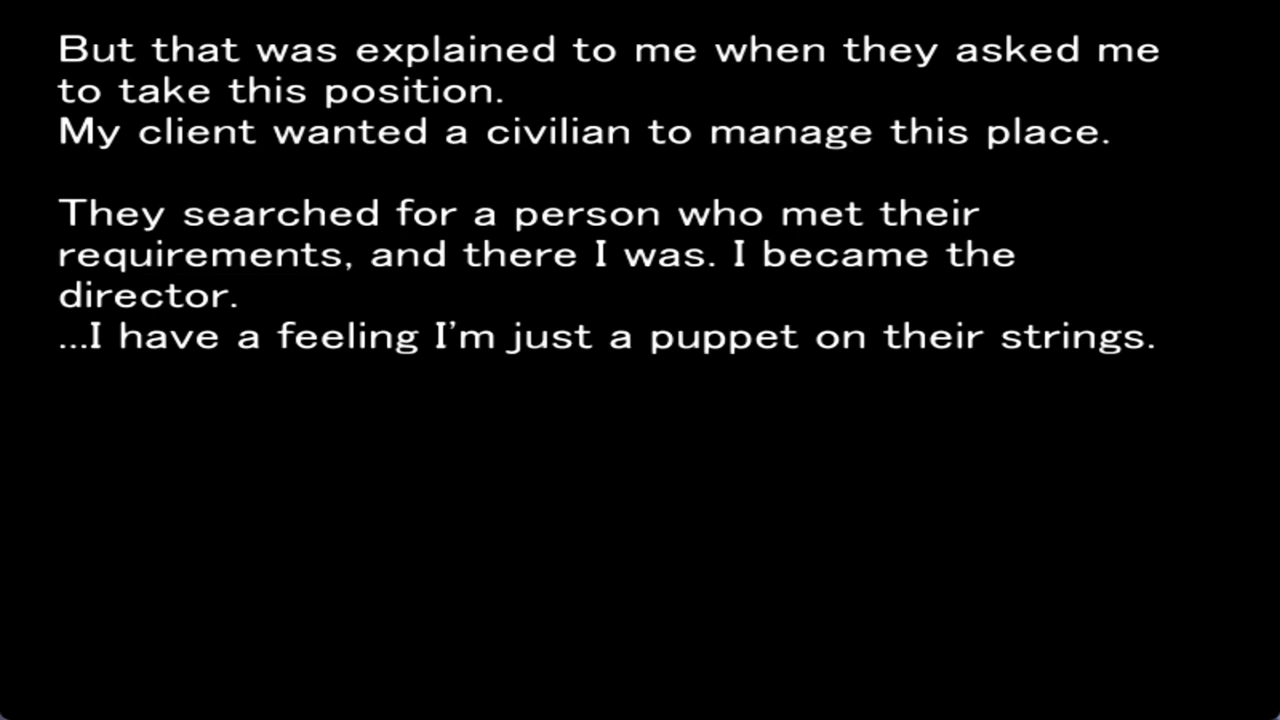 But that was explained to me when they asked me
to take this position.
My client wanted a civilian to manage this place.
They searched for a person who met their
requirements, and there I was. I became the
director.
...I have a feeling I'm just a puppet on their strings.